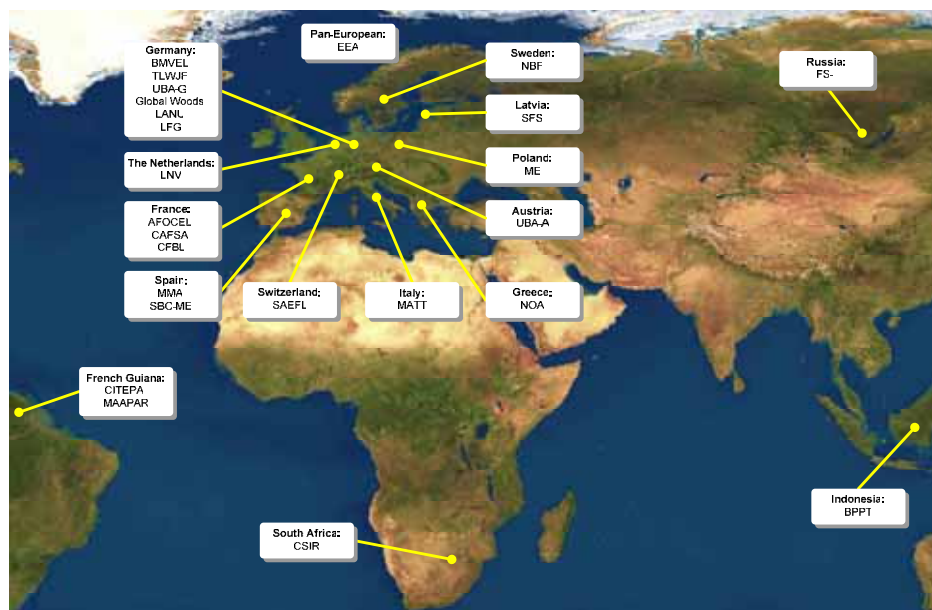 Pan-European:
EEA
Germany:
BMVEL
TLWJF
UBA-G
Global Woods
LANU
LFG
Sweden:
NBF
Russia:
FS-
Latvia:
SFS
The Netherlands:
LNV
Poland:
ME
France:
AFOCEL
CAFSA
CFBL
Austria:
UBA-A
Spain:
MMA
SBC-ME
Switzerland:
SAEFL
Italy:
MATT
Greece:
NOA
French Guiana:
CITEPA
MAAPAR
Indonesia:
BPPT
South Africa:
CSIR